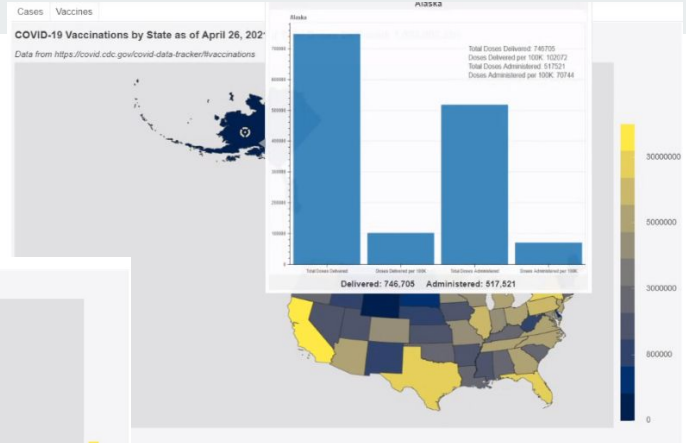 Cases Vaccines
COVID-19 Vaccinations by State as of April 26, 202
Data from https://covid.cdc.gov/covid-data-tracker/#vaccinations
Alaska
Alaska
Total Doses Delivered: 746705
Doses Delivered per 100K: 102072
Total Doses Administered: 517521
Doses Administered per 100K: 70744
Total Doses Delivered
Doses Delivered per 100K
Total Doses Administered
Doses Administered per 100K
Delivered: 746,705 Administered: 517,521
30000000
5000000
3000000
800000
0